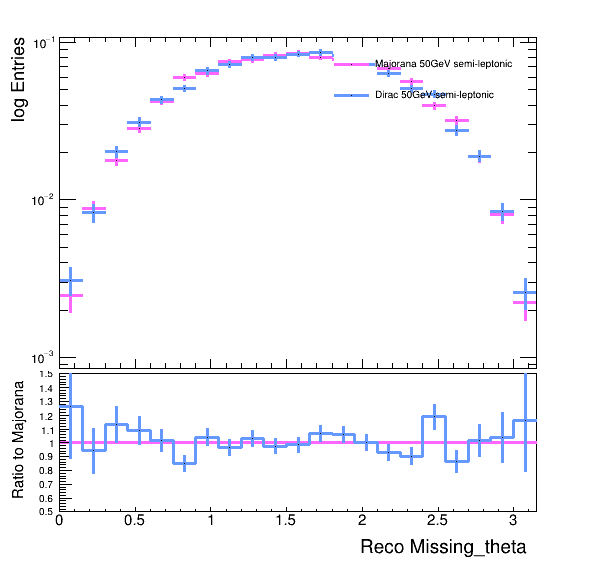 log Entries
10⁻¹
Majorana 50GeV semi-leptonic
Dirac 50GeV semi-leptonic
10⁻²
10⁻³
Ratio to Majorana
1.5
1.4
1.3
1.2
1.1
1
0.9
0.8
0.7
0.6
0.5
0 0.5 1 1.5 2 2.5 3
Reco Missing_theta